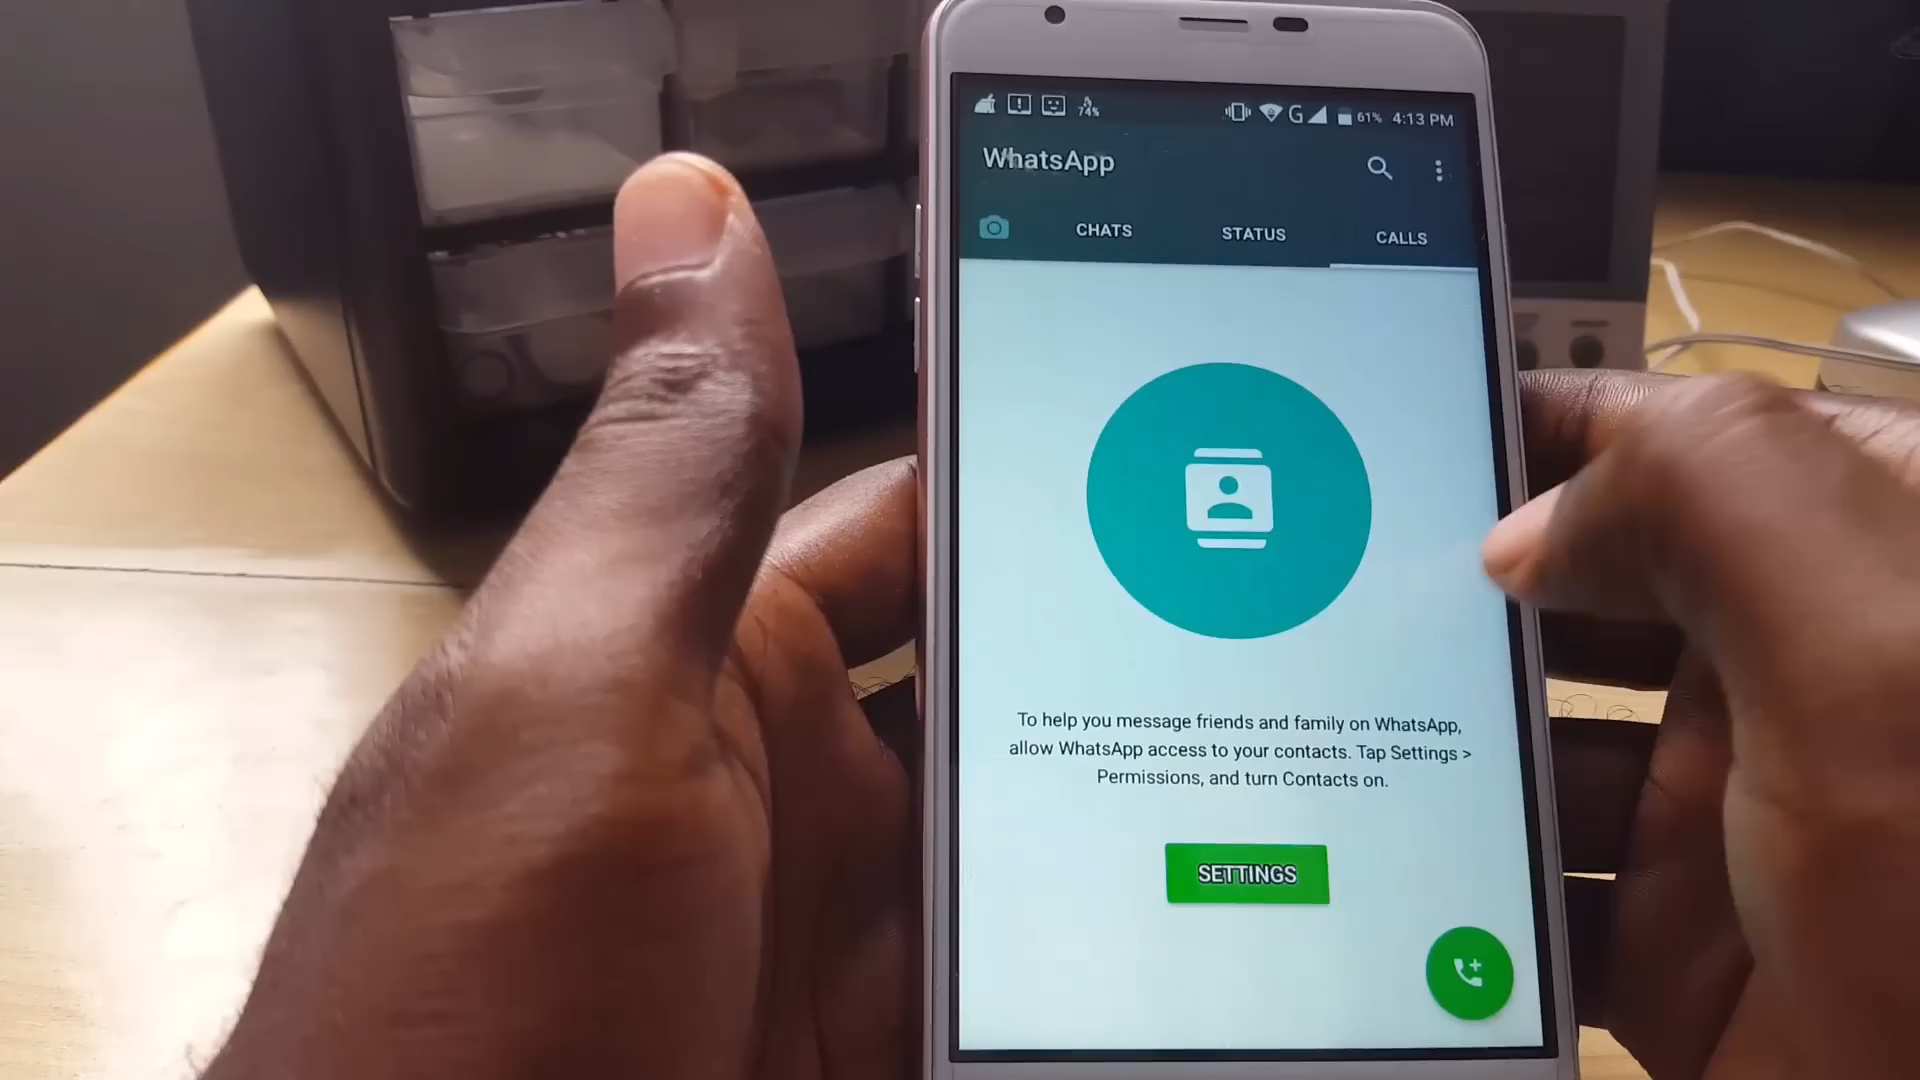 74%
G 61% 4:13 PM
WhatsApp
CHATS STATUS CALLS
To help you message friends and family on WhatsApp,
allow WhatsApp access to your contacts. Tap Settings >
Permissions, and turn Contacts on.
SETTINGS